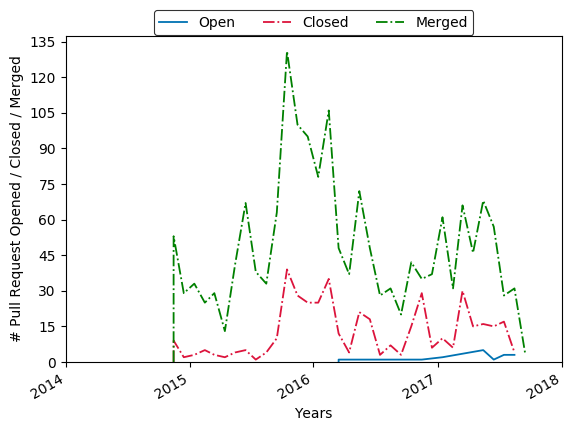 Open Closed Merged
135
120
105
90
75
60
45
30
15
0
# Pull Request Opened / Closed / Merged
2014 2015 2016 2017 2018
Years